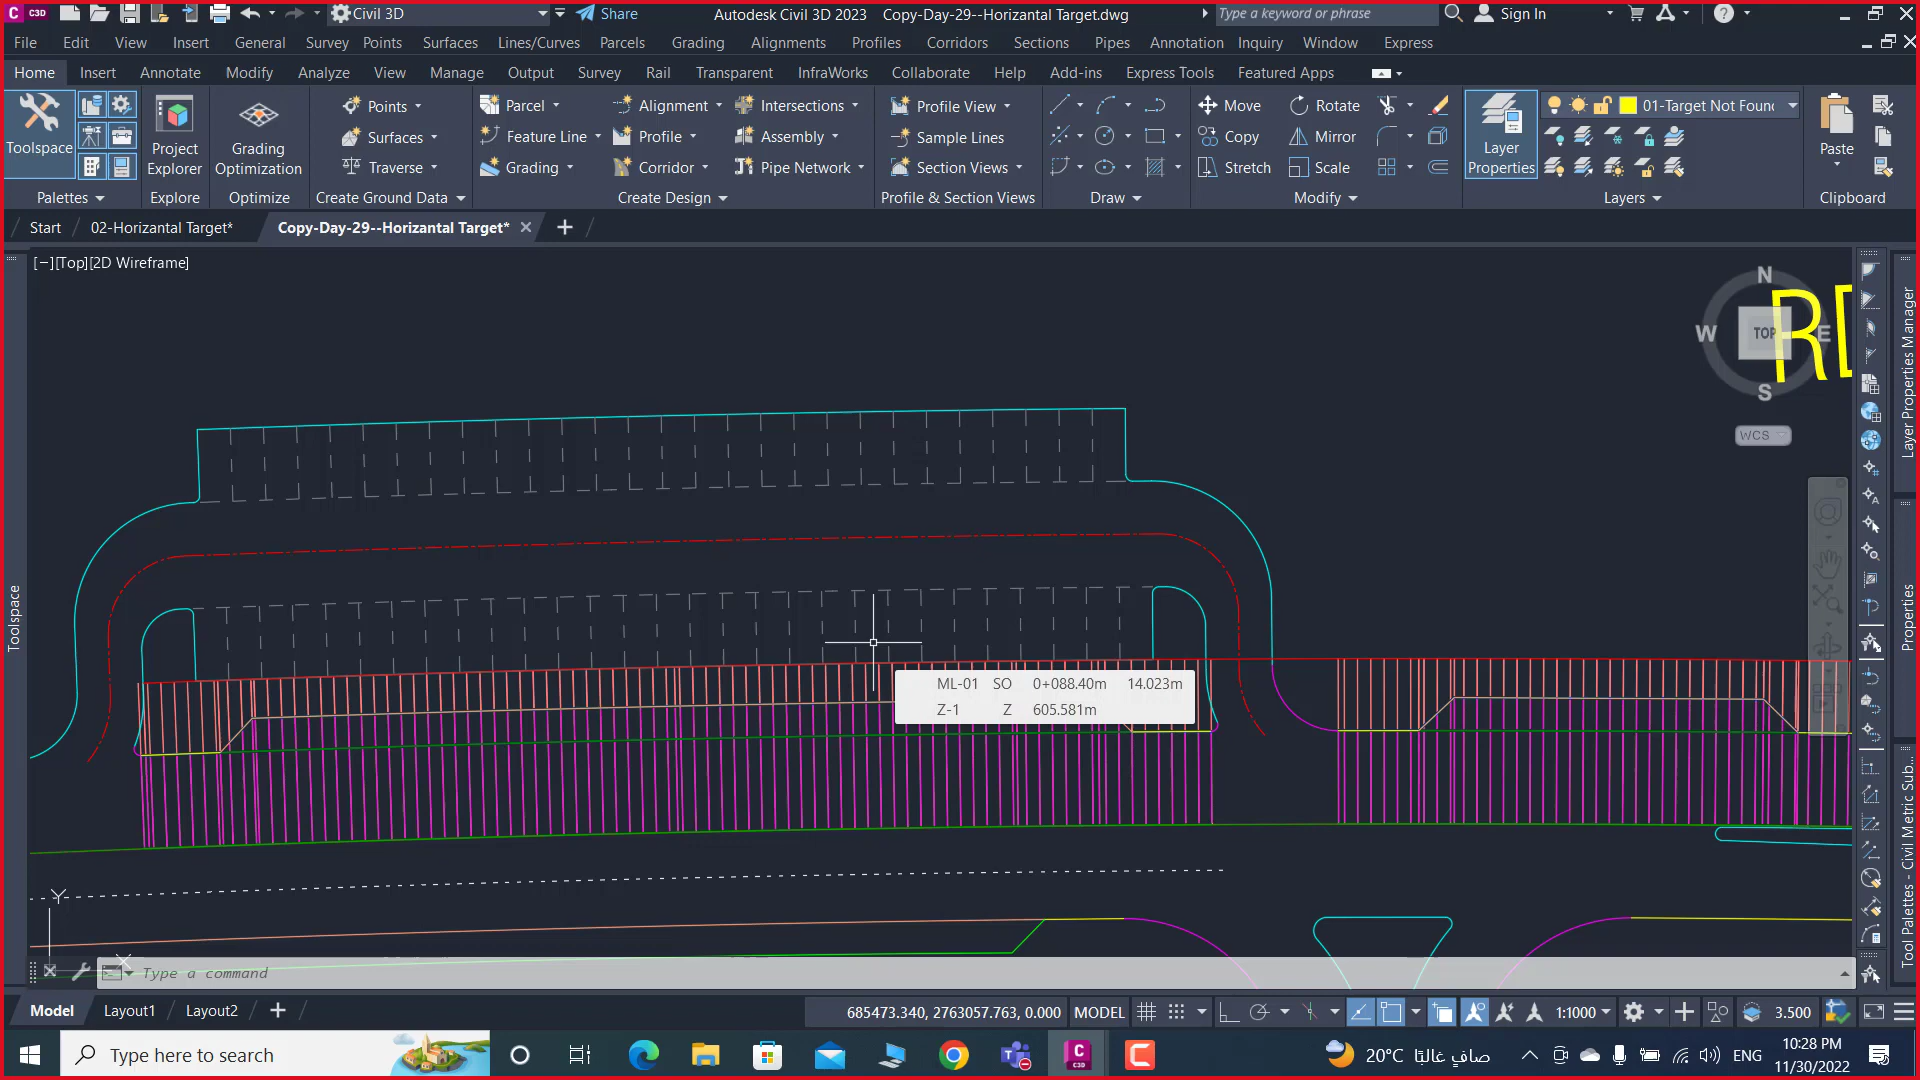 C3D Civil 3D Share Autodesk Civil 3D 2023 Copy-Day-29--Horizantal Target.dwg Type a keyword or phrase Sign In
File Edit View Insert General Survey Points Surfaces Lines/Curves Parcels Grading Alignments Profiles Corridors Sections Pipes Annotation Inquiry Window Express
Home Insert Annotate Modify Analyze View Manage Output Survey Rail Transparent InfraWorks Collaborate Help Add-ins Express Tools Featured Apps
Points Parcel Alignment Intersections Profile View Move Rotate 01-Target Not Found
Surfaces Feature Line Profile Assembly Sample Lines Copy Mirror
Toolspace Project Explorer Grading Optimization Layer Properties Paste
Traverse Grading Corridor Pipe Network Section Views Stretch Scale
Palettes Explore Optimize Create Ground Data Create Design Profile & Section Views Draw Modify Layers Clipboard
Start 02-Horizantal Target* Copy-Day-29--Horizantal Target*
[−][Top][2D Wireframe]
N
W TOP E
S
WCS
Layer Properties Manager
Properties
Toolspace
ML-01 SO 0+088.40m 14.023m
Z-1 Z 605.581m
Tool Palettes - Civil Metric Sub...
Y
X
Type a command
Model Layout1 Layout2 685473.340, 2763057.763, 0.000 MODEL 1:1000 3.500
Type here to search 20°C صافٍ غالبًا ENG 10:28 PM
11/30/2022